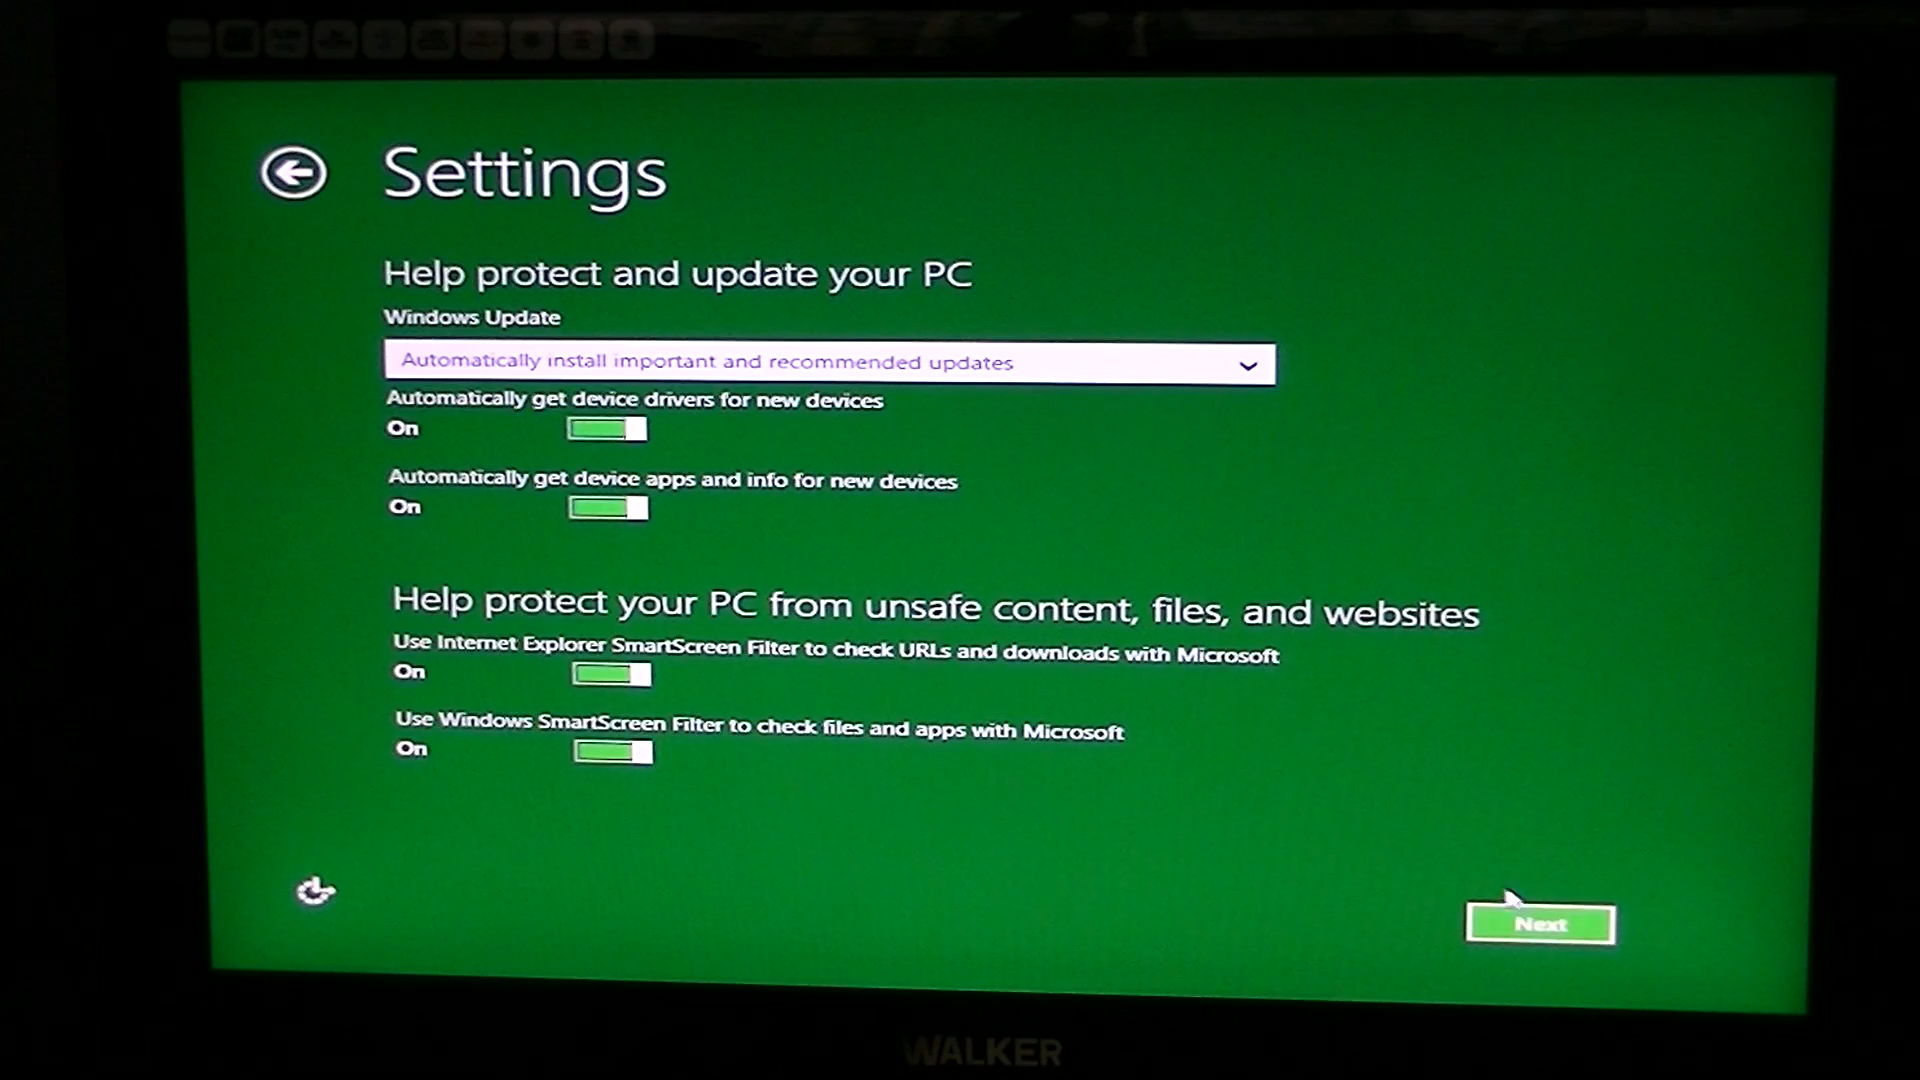 Settings
Help protect and update your PC
Windows Update
Automatically install important and recommended updates
Automatically get device drivers for new devices
On
Automatically get device apps and info for new devices
On
Help protect your PC from unsafe content, files, and websites
Use Internet Explorer SmartScreen Filter to check URLs and downloads with Microsoft
On
Use Windows SmartScreen Filter to check files and apps with Microsoft
On
Next
WALKER